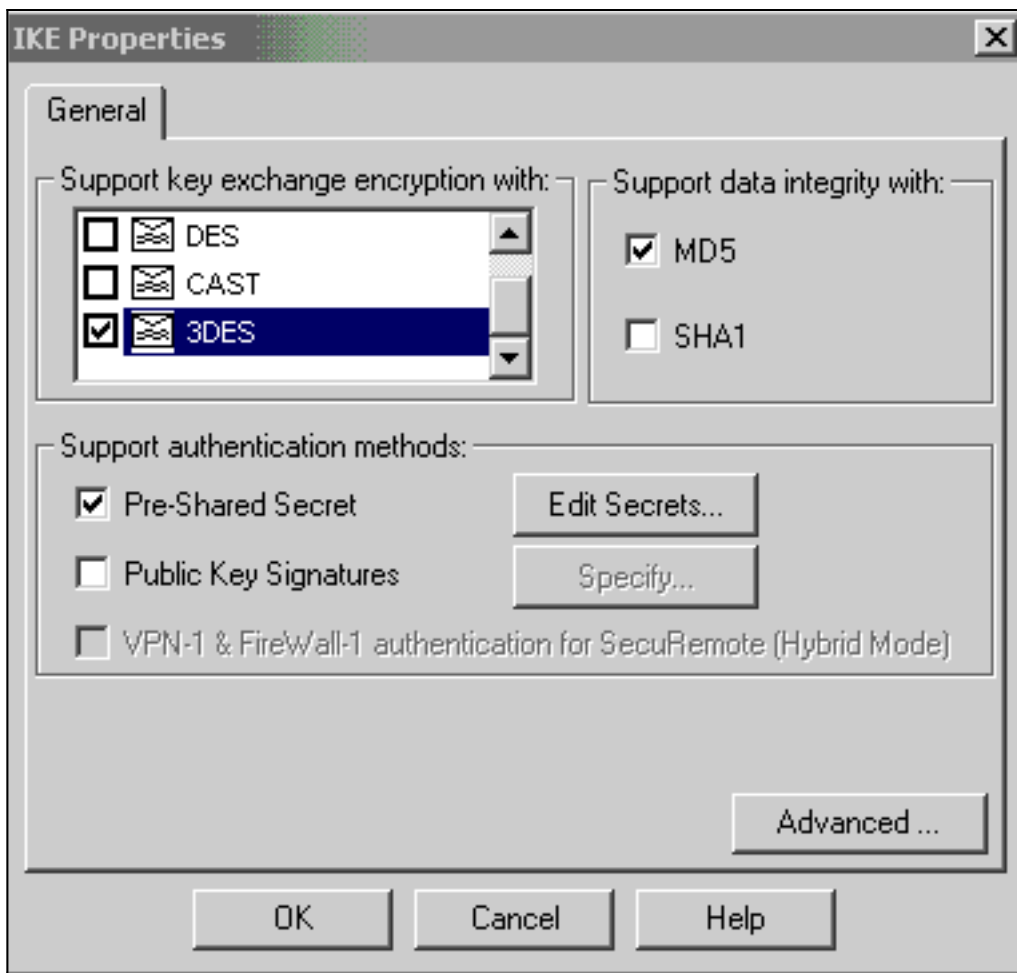 IKE Properties
General
Support key exchange encryption with:
DES
CAST
3DES
Support data integrity with:
MD5
SHA1
Support authentication methods:
Pre-Shared Secret
Edit Secrets...
Public Key Signatures
Specify...
VPN-1 & FireWall-1 authentication for SecuRemote (Hybrid Mode)
Advanced ...
OK
Cancel
Help